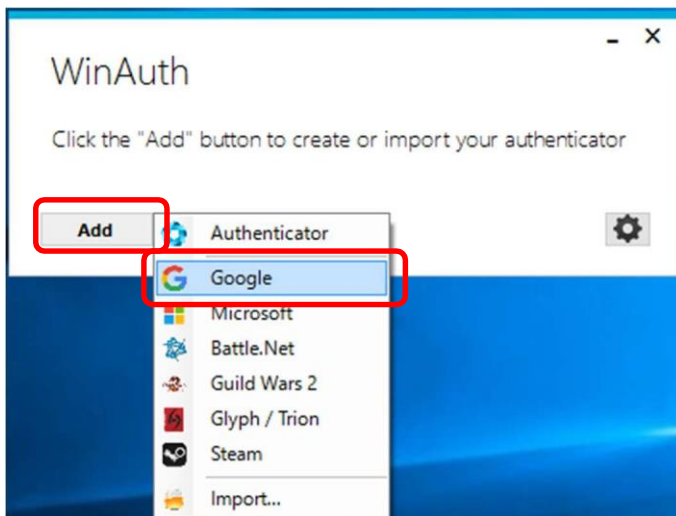 WinAuth
Click the "Add" button to create or import your authenticator
Add
Authenticator
Google
Microsoft
Battle.Net
Guild Wars 2
Glyph / Trion
Steam
Import...